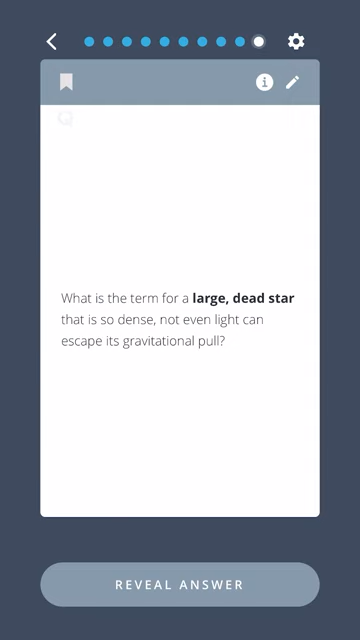 What is the term for a large, dead star
that is so dense, not even light can
escape its gravitational pull?
REVEAL ANSWER